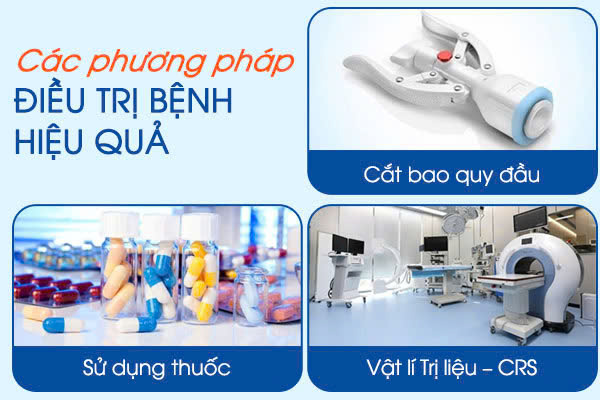 Các phương pháp
ĐIỀU TRỊ BỆNH
HIỆU QUẢ
Cắt bao quy đầu
Sử dụng thuốc
Vật lí Trị liệu – CRS